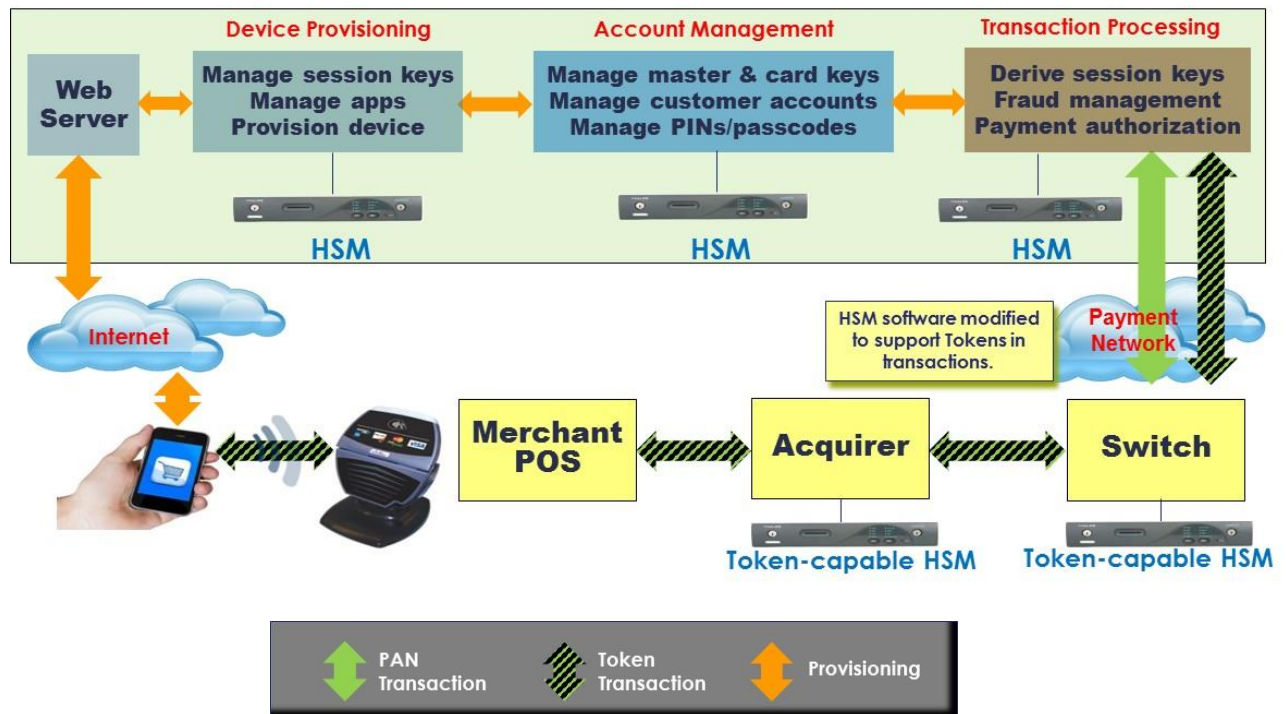 Device Provisioning
Account Management
Transaction Processing
Web
Server
Manage session keys
Manage apps
Provision device
Manage master & card keys
Manage customer accounts
Manage PINs/passcodes
Derive session keys
Fraud management
Payment authorization
HSM
HSM
HSM
Internet
HSM software modified
to support Tokens in
transactions.
Payment
Network
Merchant
POS
Acquirer
Switch
VISA
Token-capable HSM
Token-capable HSM
PAN
Transaction
Token
Transaction
Provisioning